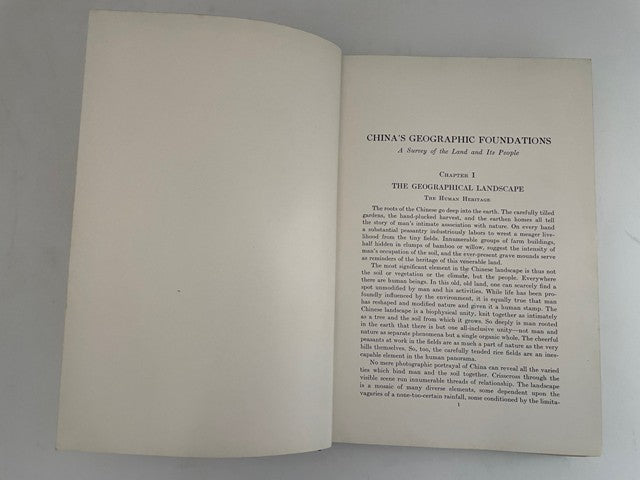 CHINA'S GEOGRAPHIC FOUNDATIONS
A Survey of the Land and Its People
CHAPTER I
THE GEOGRAPHICAL LANDSCAPE
THE HUMAN HERITAGE
The roots of the Chinese go deep into the earth. The carefully tilled
gardens, the hand-plucked harvest, and the earthen homes all tell
the story of man's intimate association with nature. On every hand
a substantial peasantry industriously labors to wrest a meager live-
lihood from the tiny fields. Innumerable groups of farm buildings,
half hidden in clumps of bamboo or willow, suggest the intensity of
man's occupation of the soil, and the ever-present grave mounds serve
as reminders of the heritage of this venerable land.
The most significant element in the Chinese landscape is thus not
the soil or vegetation or the climate, but the people. Everywhere
there are human beings. In this old, old land, one can scarcely find a
spot unmodified by man and his activities. While life has been pro-
foundly influenced by the environment, it is equally true that man
has reshaped and modified nature and given it a human stamp. The
Chinese landscape is a biophysical unity, knit together as intimately
as a tree and the soil from which it grows. So deeply is man rooted
in the earth that there is but one all-inclusive unity—not man and
nature as separate phenomena but a single organic whole. The cheerful
peasants at work in the fields are as much a part of nature as the very
hills themselves. So, too, the carefully tended rice fields are an ines-
capable element in the human panorama.
No mere photographic portrayal of China can reveal all the varied
ties which bind man and the soil together. Crisscross through the
visible scene run innumerable threads of relationship. The landscape
is a mosaic of many diverse elements, some dependent upon the
vagaries of a none-too-certain rainfall, some conditioned by the limita-
1